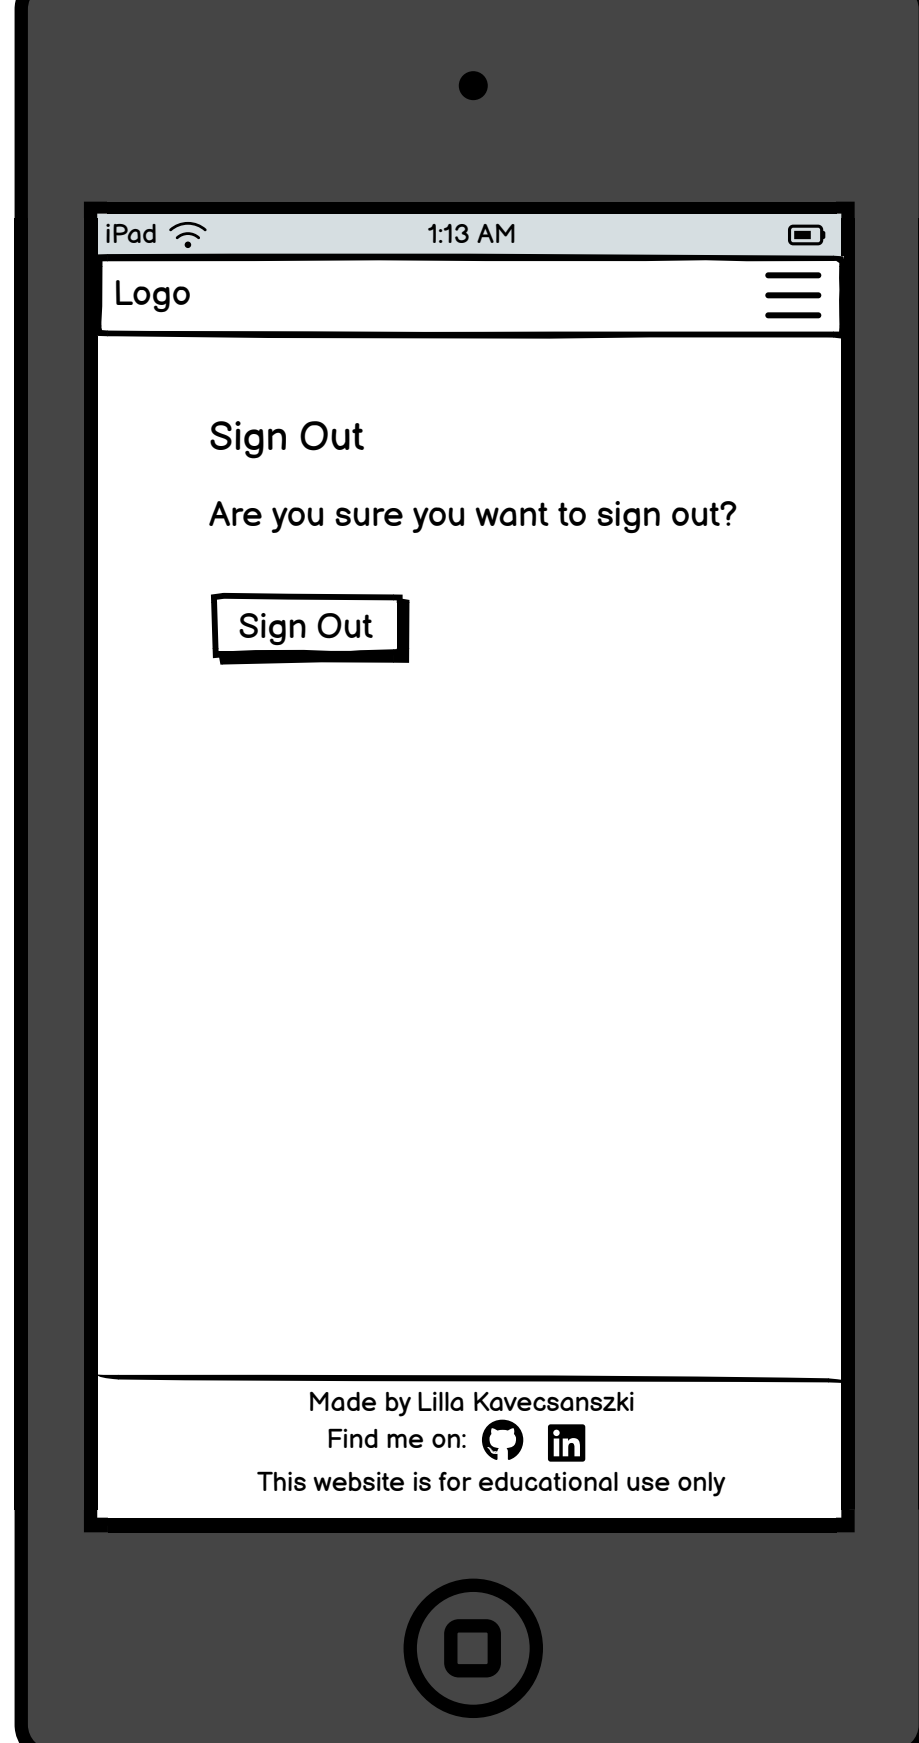 iPad 1:13 AM
Logo
Sign Out
Are you sure you want to sign out?
Sign Out
Made by Lilla Kavecsanszki
Find me on: in
This website is for educational use only